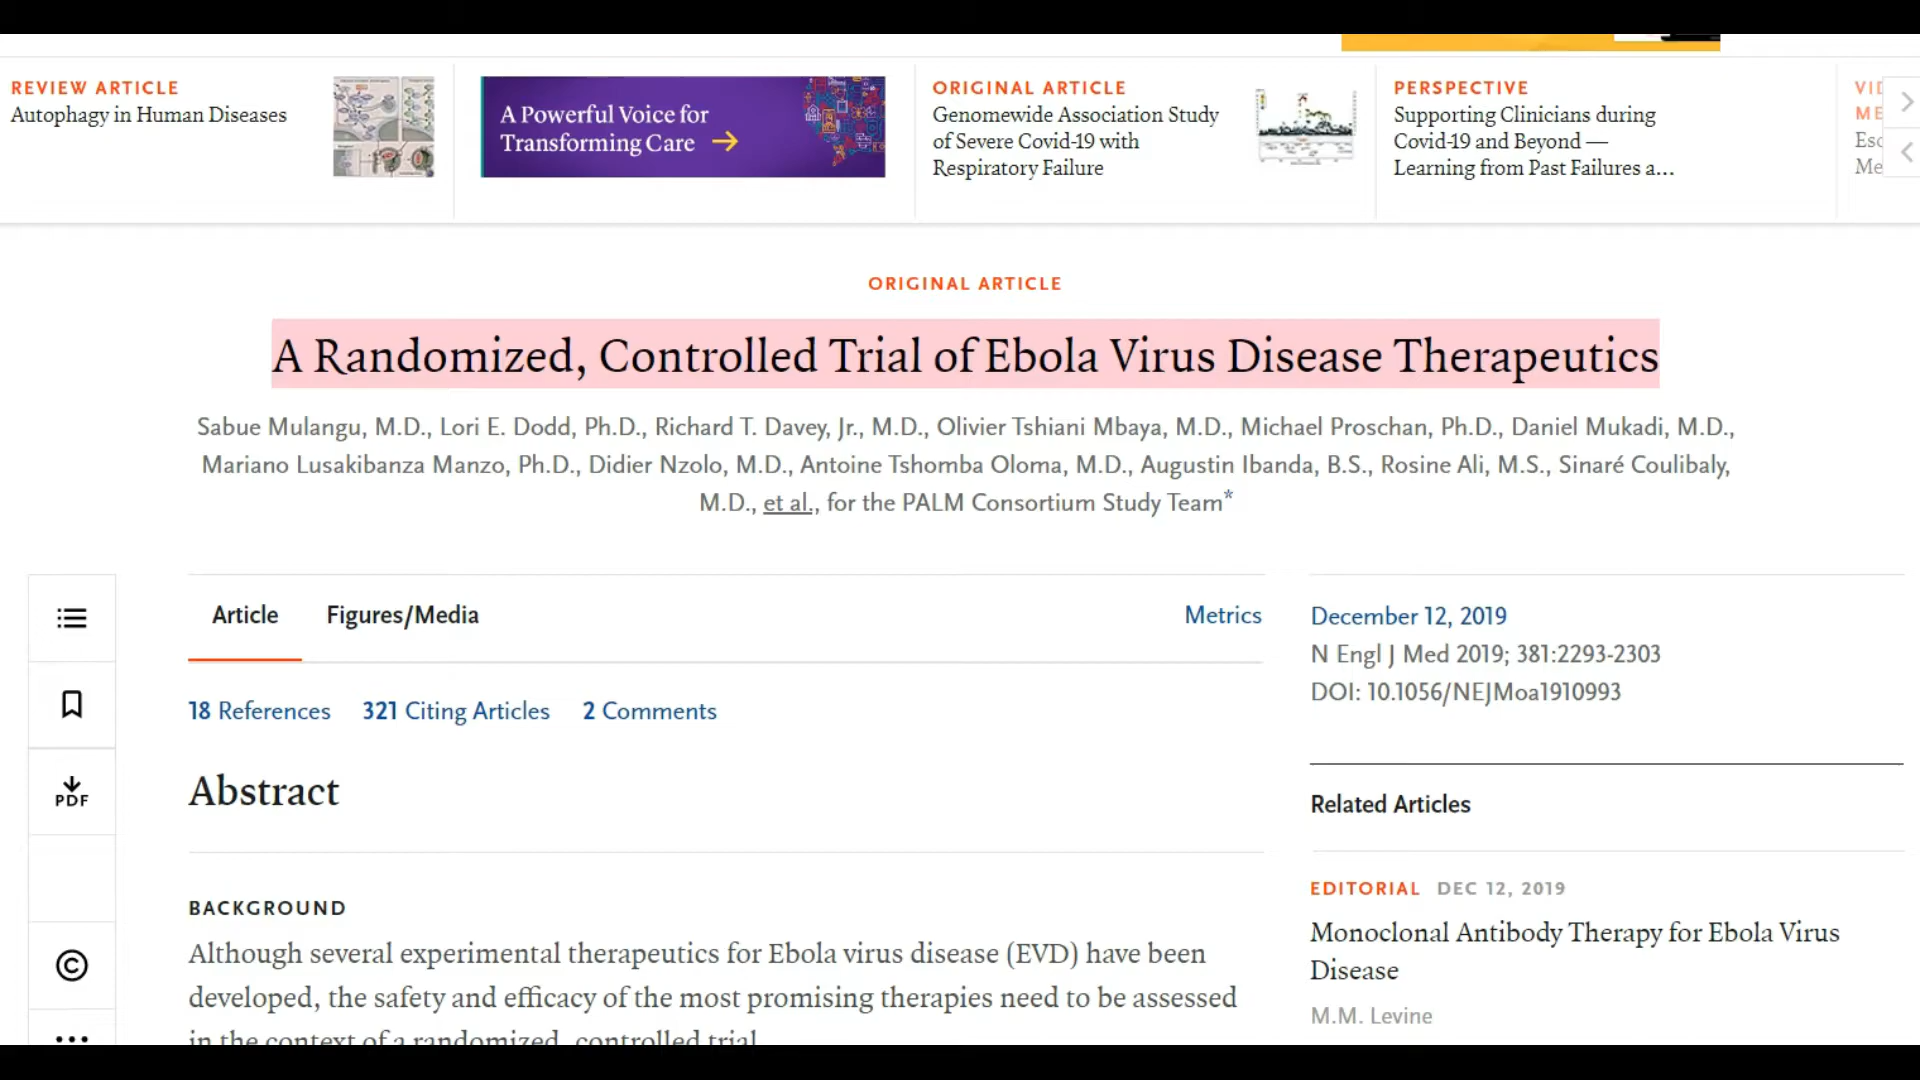 REVIEW ARTICLE
Autophagy in Human Diseases
A Powerful Voice for
Transforming Care →
ORIGINAL ARTICLE
Genomewide Association Study
of Severe Covid-19 with
Respiratory Failure
PERSPECTIVE
Supporting Clinicians during
Covid-19 and Beyond —
Learning from Past Failures a…
ORIGINAL ARTICLE
A Randomized, Controlled Trial of Ebola Virus Disease Therapeutics
Sabue Mulangu, M.D., Lori E. Dodd, Ph.D., Richard T. Davey, Jr., M.D., Olivier Tshiani Mbaya, M.D., Michael Proschan, Ph.D., Daniel Mukadi, M.D.,
Mariano Lusakibanza Manzo, Ph.D., Didier Nzolo, M.D., Antoine Tshomba Oloma, M.D., Augustin Ibanda, B.S., Rosine Ali, M.S., Sinaré Coulibaly,
M.D., et al., for the PALM Consortium Study Team*
Article Figures/Media Metrics
18 References 321 Citing Articles 2 Comments
PDF
Abstract
BACKGROUND
Although several experimental therapeutics for Ebola virus disease (EVD) have been
developed, the safety and efficacy of the most promising therapies need to be assessed
in the context of a randomized, controlled trial.
December 12, 2019
N Engl J Med 2019; 381:2293-2303
DOI: 10.1056/NEJMoa1910993
Related Articles
EDITORIAL DEC 12, 2019
Monoclonal Antibody Therapy for Ebola Virus
Disease
M.M. Levine